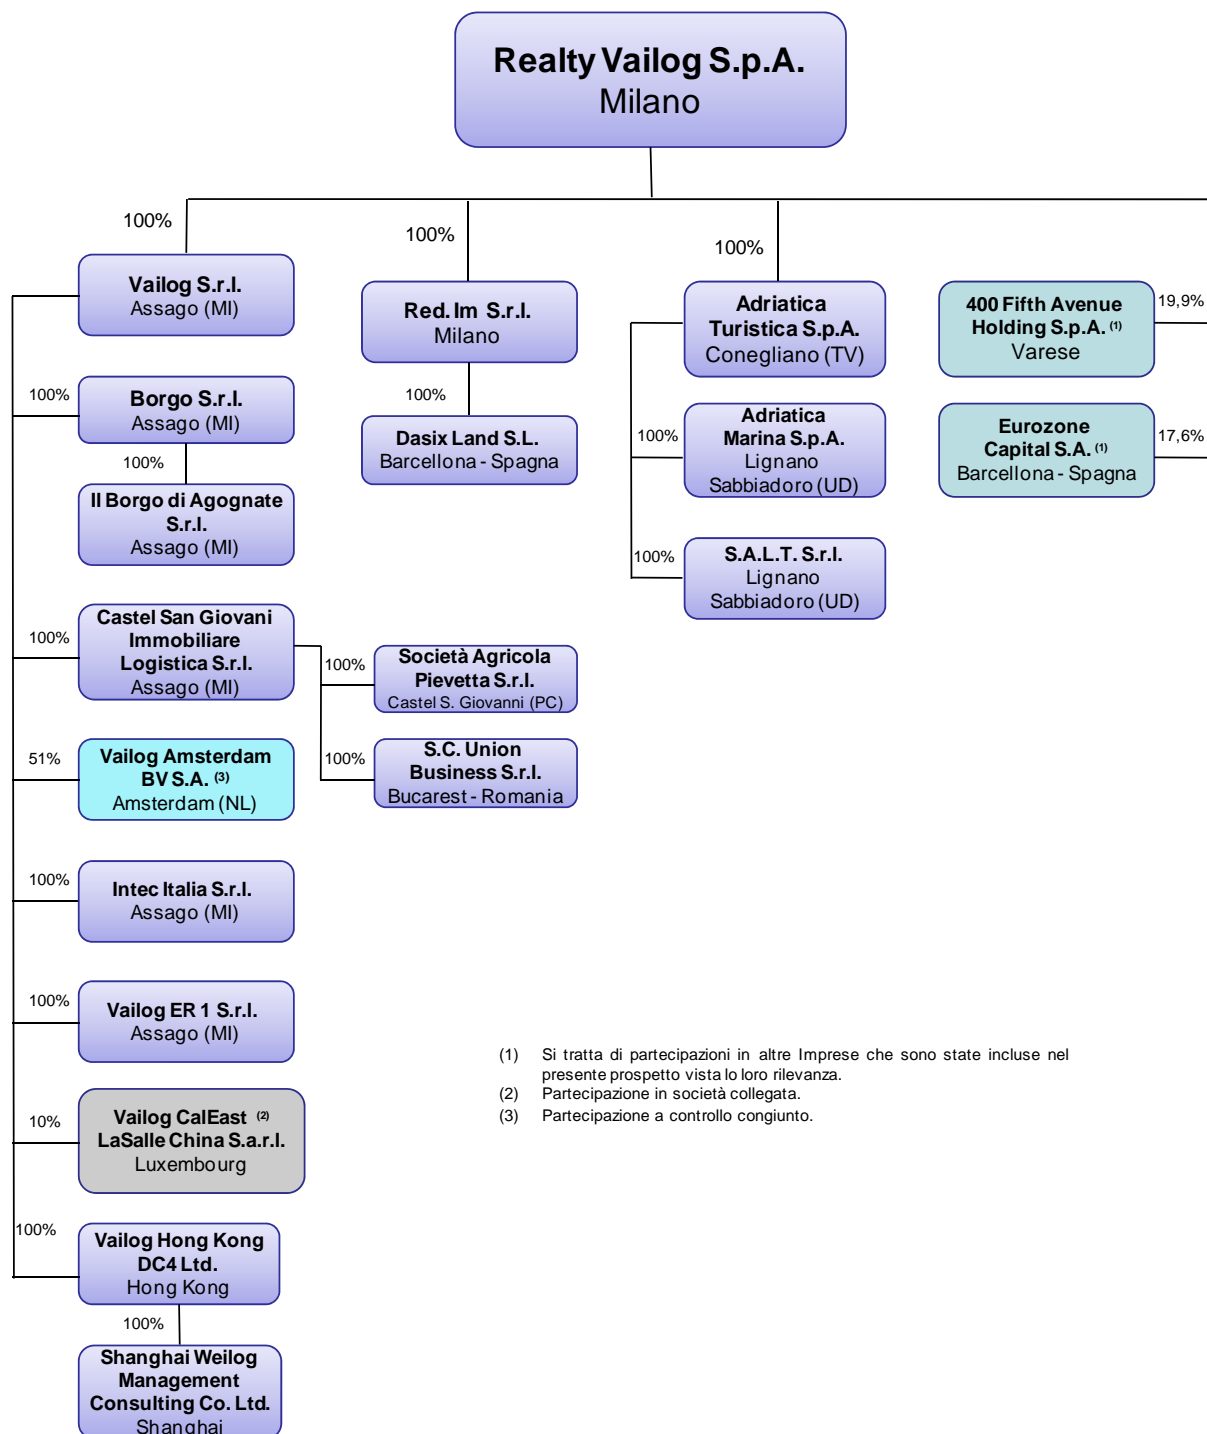 Realty Vailog S.p.A.
Milano
100%
100%
100%
Vailog S.r.l.
Assago (MI)
Red. Im S.r.l.
Milano
Adriatica
Turistica S.p.A.
Conegliano (TV)
400 Fifth Avenue
Holding S.p.A. (1)
Varese
19,9%
100%
Borgo S.r.l.
Assago (MI)
100%
Dasix Land S.L.
Barcellona - Spagna
100%
Adriatica
Marina S.p.A.
Lignano
Sabbiadoro (UD)
Eurozone
Capital S.A. (1)
Barcellona - Spagna
17,6%
100%
Il Borgo di Agognate
S.r.l.
Assago (MI)
100%
S.A.L.T. S.r.l.
Lignano
Sabbiadoro (UD)
100%
Castel San Giovani
Immobiliare
Logistica S.r.l.
Assago (MI)
100%
Società Agricola
Pievetta S.r.l.
Castel S. Giovanni (PC)
100%
S.C. Union
Business S.r.l.
Bucarest - Romania
51%
Vailog Amsterdam
BV S.A. (3)
Amsterdam (NL)
100%
Intec Italia S.r.l.
Assago (MI)
100%
Vailog ER 1 S.r.l.
Assago (MI)
(1) Si tratta di partecipazioni in altre Imprese che sono state incluse nel
presente prospetto vista lo loro rilevanza.
(2) Partecipazione in società collegata.
(3) Partecipazione a controllo congiunto.
10%
Vailog CalEast (2)
LaSalle China S.a.r.l.
Luxembourg
100%
Vailog Hong Kong
DC4 Ltd.
Hong Kong
100%
Shanghai Weilog
Management
Consulting Co. Ltd.
Shanghai